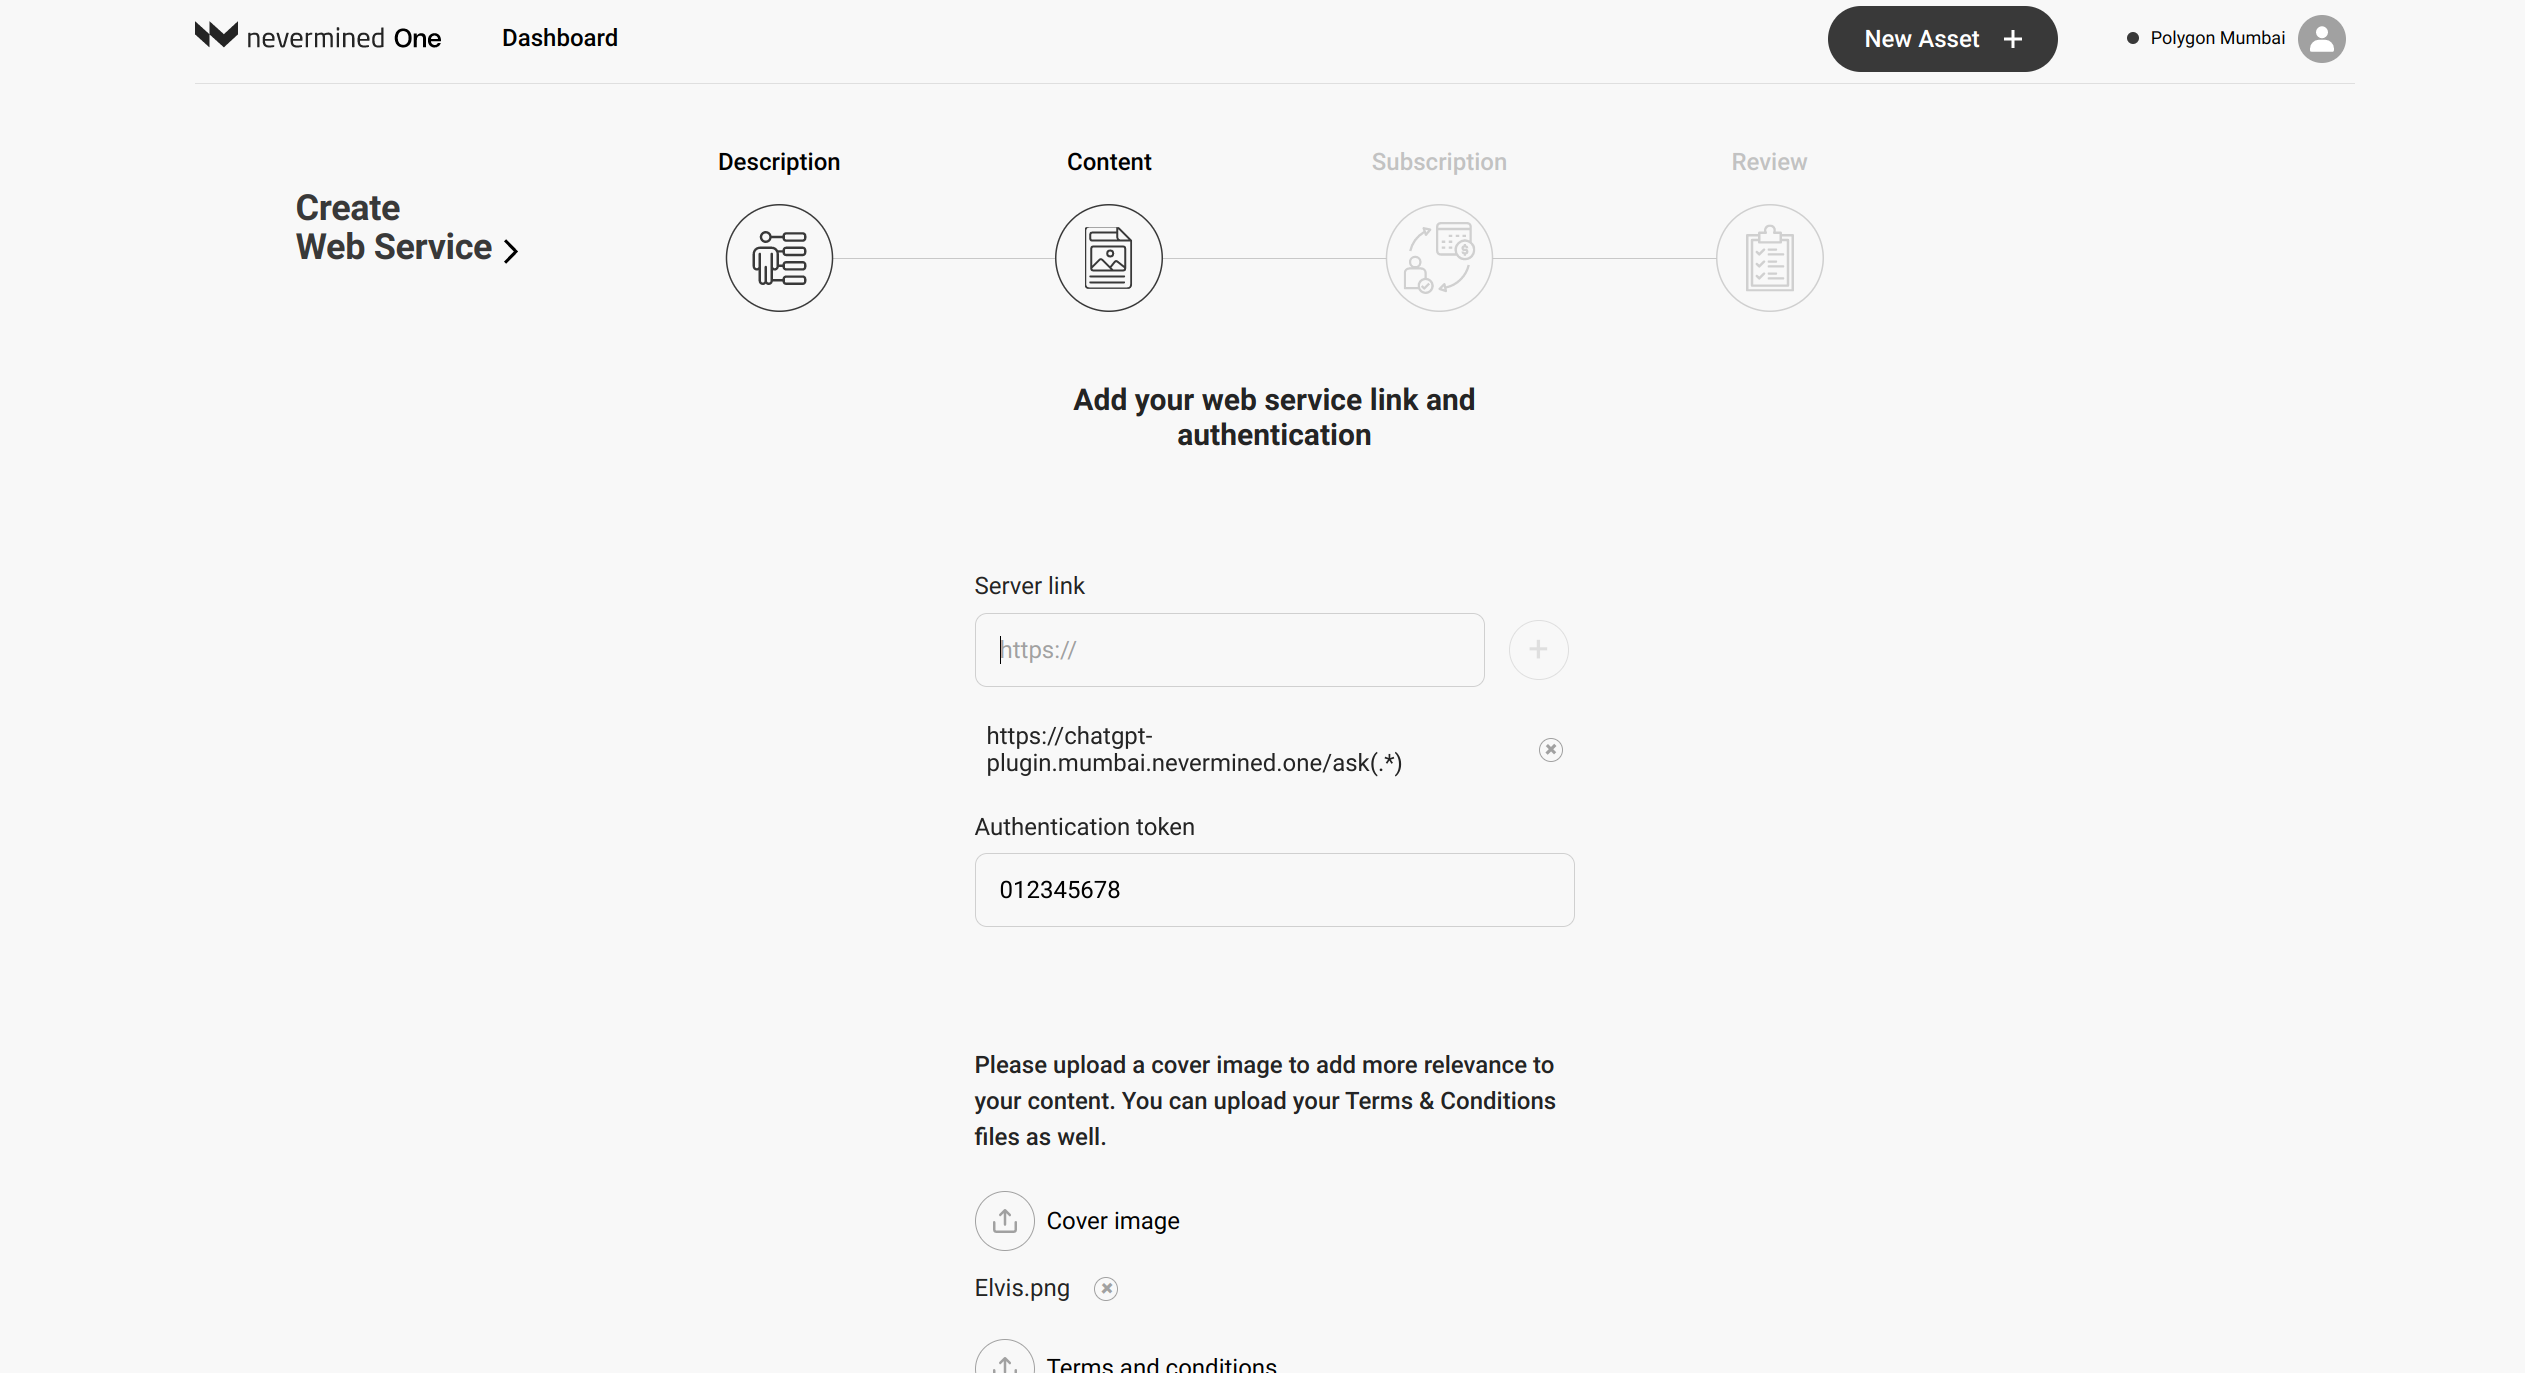 nevermined One
Dashboard
New Asset +
Polygon Mumbai
Create
Web Service
Description
Content
Subscription
Review
Add your web service link and
authentication
Server link
https://
https://chatgpt-
plugin.mumbai.nevermined.one/ask(.*)
Authentication token
012345678
Please upload a cover image to add more relevance to
your content. You can upload your Terms & Conditions
files as well.
Cover image
Elvis.png
Terms and conditions